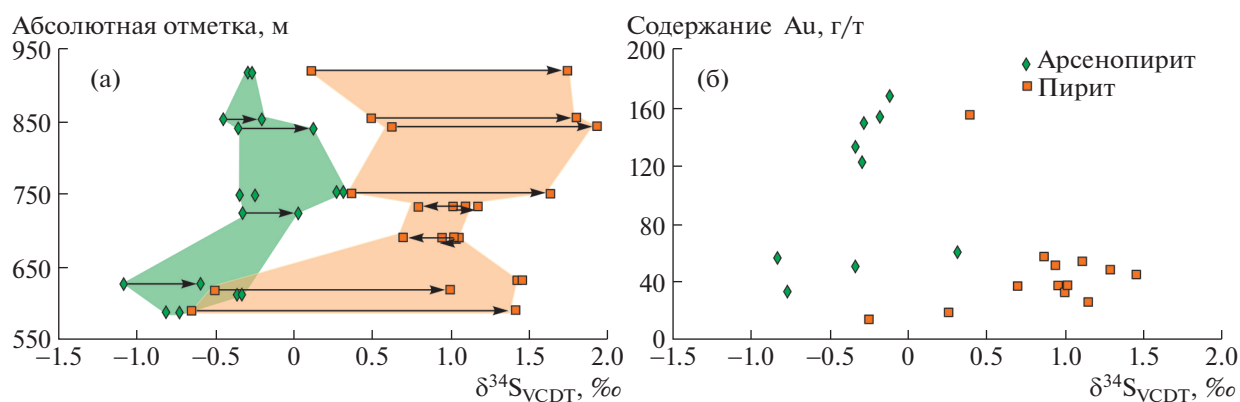 Абсолютная отметка, м
950
(а)
850
750
650
550
−1.5 −1.0 −0.5 0 0.5 1.0 1.5 2.0
δ³⁴S_VCDT, ‰
Содержание Au, г/т
200
(б)
Арсенопирит
Пирит
160
120
80
40
0
−1.5 −1.0 −0.5 0 0.5 1.0 1.5 2.0
δ³⁴S_VCDT, ‰